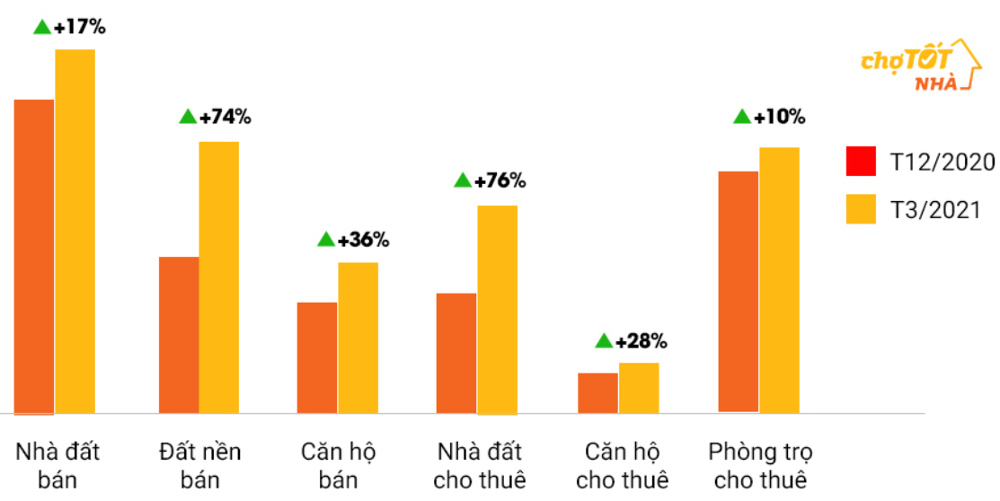 +17%
+74%
+36%
+76%
+28%
+10%
chợTỐT
NHÀ
T12/2020
T3/2021
Nhà đất
bán
Đất nền
bán
Căn hộ
bán
Nhà đất
cho thuê
Căn hộ
cho thuê
Phòng trọ
cho thuê